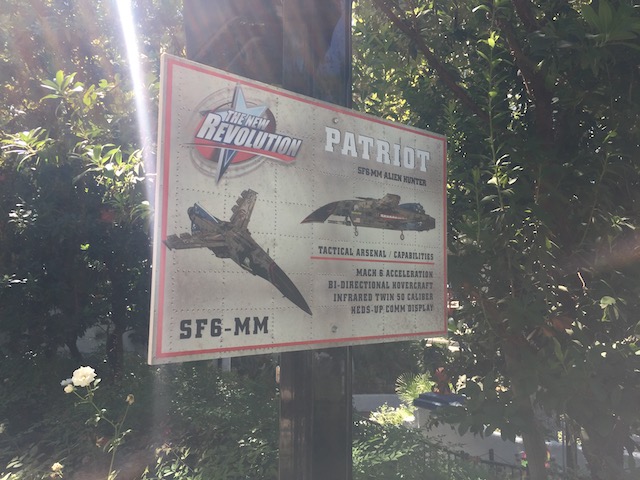 THE NEW
REVOLUTION
PATRIOT
SF6-MM ALIEN HUNTER
TACTICAL ARSENAL / CAPABILITIES
MACH 6 ACCELERATION
BI-DIRECTIONAL HOVERCRAFT
INFRARED TWIN 50 CALIBER
HEDS-UP COMM DISPLAY
SF6-MM